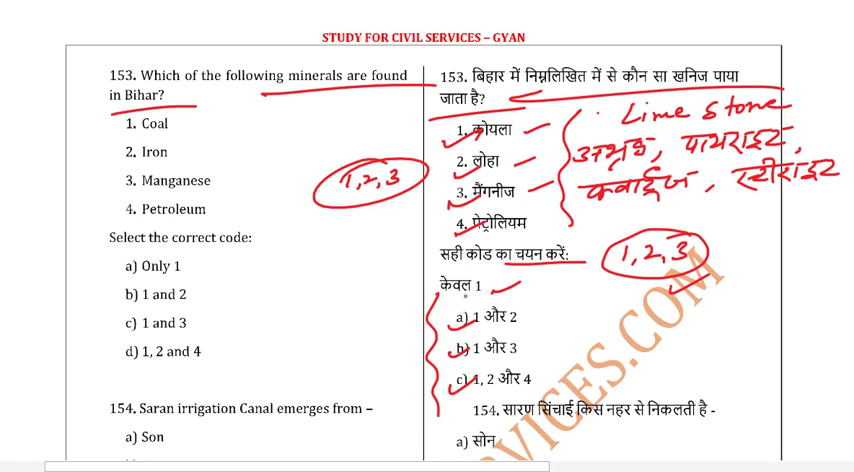 STUDY FOR CIVIL SERVICES – GYAN
153. Which of the following minerals are found
in Bihar?
1. Coal
2. Iron
3. Manganese
4. Petroleum
Select the correct code:
a) Only 1
b) 1 and 2
c) 1 and 3
d) 1, 2 and 4
154. Saran irrigation Canal emerges from –
a) Son
1, 2, 3
153. बिहार में निम्नलिखित में से कौन सा खनिज पाया
जाता है?
1. कोयला
2. लोहा
3. मैंगनीज
4. पेट्रोलियम
सही कोड का चयन करें:
केवल 1
a) 1 और 2
b) 1 और 3
c) 1, 2 और 4
154. सारण सिंचाई किस नहर से निकलती है -
a) सोन
Lime stone
अभ्रक, पायराइट,
क्वार्ट्ज,
1, 2, 3
VICES.COM